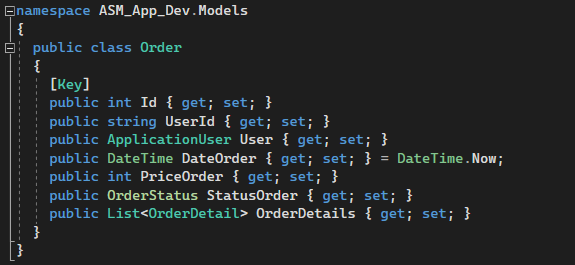 namespace ASM_App_Dev.Models
{
public class Order
{
[Key]
public int Id { get; set; }
public string UserId { get; set; }
public ApplicationUser User { get; set; }
public DateTime DateOrder { get; set; } = DateTime.Now;
public int PriceOrder { get; set; }
public OrderStatus StatusOrder { get; set; }
public List<OrderDetail> OrderDetails { get; set; }
}
}